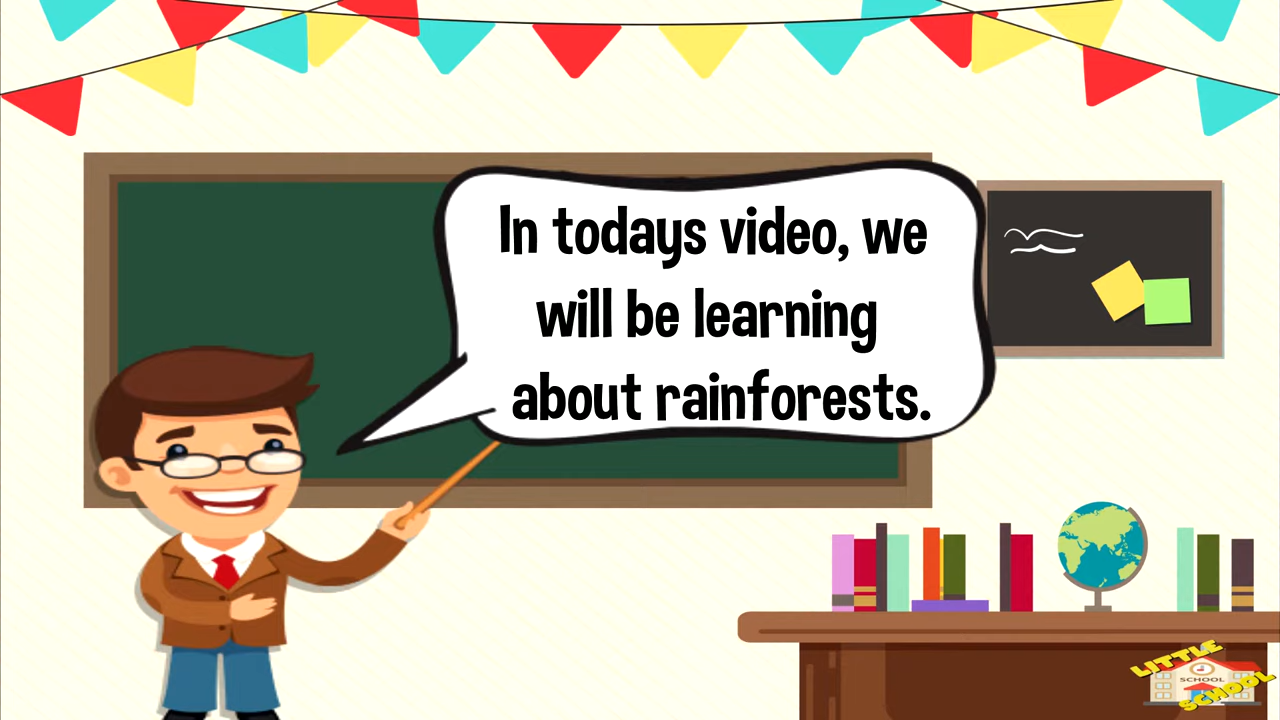 In todays video, we
will be learning
about rainforests.
LITTLE
SCHOOL
SCHOOL